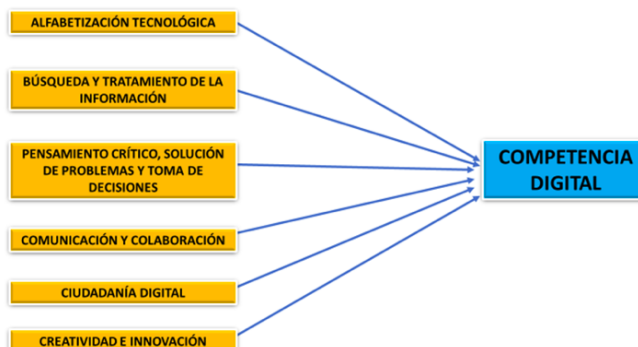 ALFABETIZACIÓN TECNOLÓGICA
BÚSQUEDA Y TRATAMIENTO DE LA
INFORMACIÓN
PENSAMIENTO CRÍTICO, SOLUCIÓN
DE PROBLEMAS Y TOMA DE
DECISIONES
COMUNICACIÓN Y COLABORACIÓN
CIUDADANÍA DIGITAL
CREATIVIDAD E INNOVACIÓN
COMPETENCIA
DIGITAL